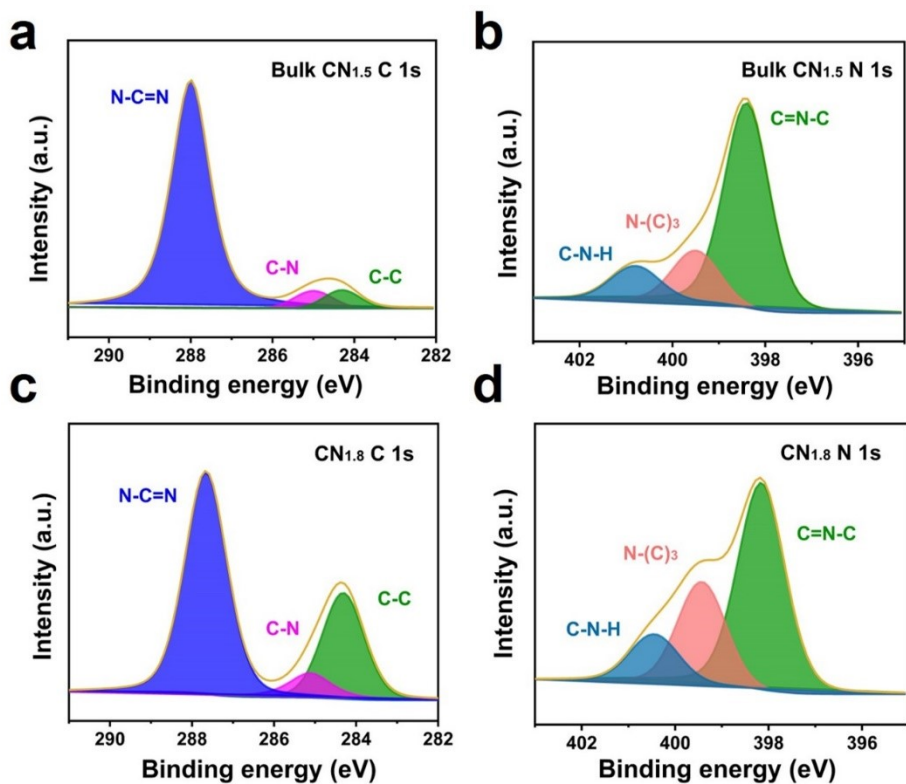 a
Bulk CN1.5 C 1s
N-C=N
C-N
C-C
Intensity (a.u.)
290 288 286 284 282
Binding energy (eV)
b
Bulk CN1.5 N 1s
C=N-C
N-(C)3
C-N-H
Intensity (a.u.)
402 400 398 396
Binding energy (eV)
c
CN1.8 C 1s
N-C=N
C-N
C-C
Intensity (a.u.)
290 288 286 284 282
Binding energy (eV)
d
CN1.8 N 1s
C=N-C
N-(C)3
C-N-H
Intensity (a.u.)
402 400 398 396
Binding energy (eV)